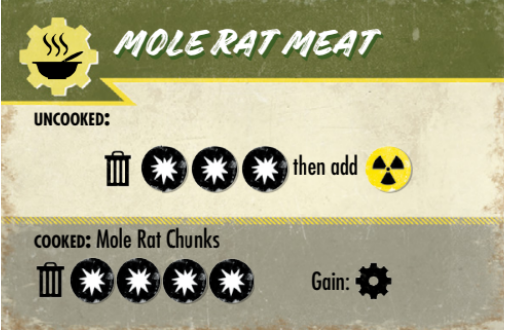 MOLE RAT MEAT
UNCOOKED:
then add
COOKED: Mole Rat Chunks
Gain: